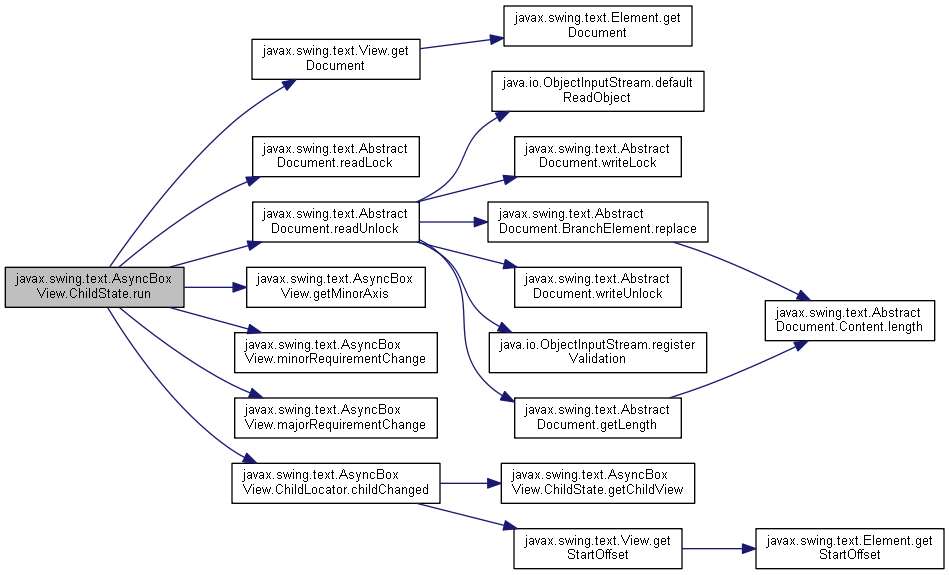 javax.swing.text.AsyncBox
View.ChildState.run
javax.swing.text.View.get
Document
javax.swing.text.Element.get
Document
javax.swing.text.Abstract
Document.readLock
javax.swing.text.Abstract
Document.readUnlock
java.io.ObjectInputStream.default
ReadObject
javax.swing.text.Abstract
Document.writeLock
javax.swing.text.Abstract
Document.BranchElement.replace
javax.swing.text.Abstract
Document.writeUnlock
java.io.ObjectInputStream.register
Validation
javax.swing.text.Abstract
Document.getLength
javax.swing.text.Abstract
Document.Content.length
javax.swing.text.AsyncBox
View.getMinorAxis
javax.swing.text.AsyncBox
View.minorRequirementChange
javax.swing.text.AsyncBox
View.majorRequirementChange
javax.swing.text.AsyncBox
View.ChildLocator.childChanged
javax.swing.text.AsyncBox
View.ChildState.getChildView
javax.swing.text.View.get
StartOffset
javax.swing.text.Element.get
StartOffset